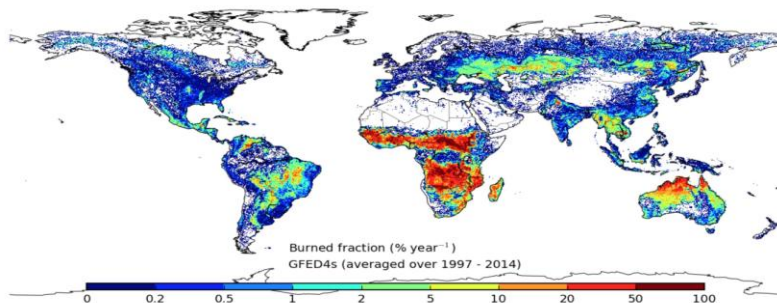 Burned fraction (% year⁻¹)
GFED4s (averaged over 1997 - 2014)
0 0.2 0.5 1 2 5 10 20 50 100